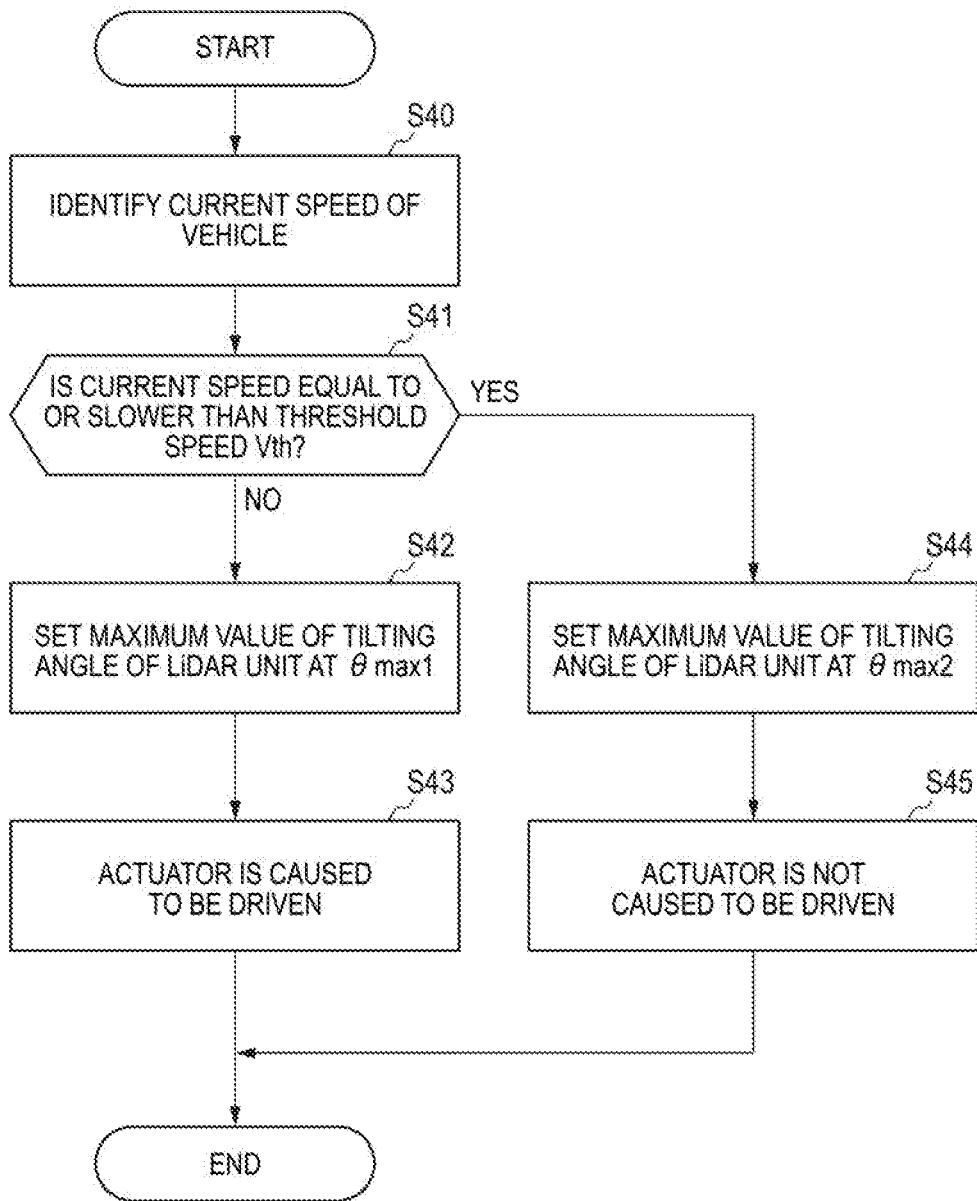 START
S40
IDENTIFY CURRENT SPEED OF
VEHICLE
S41
IS CURRENT SPEED EQUAL TO
OR SLOWER THAN THRESHOLD
SPEED Vth?
YES
NO
S42
SET MAXIMUM VALUE OF TILTING
ANGLE OF LiDAR UNIT AT θ max1
S44
SET MAXIMUM VALUE OF TILTING
ANGLE OF LiDAR UNIT AT θ max2
S43
ACTUATOR IS CAUSED
TO BE DRIVEN
S45
ACTUATOR IS NOT
CAUSED TO BE DRIVEN
END